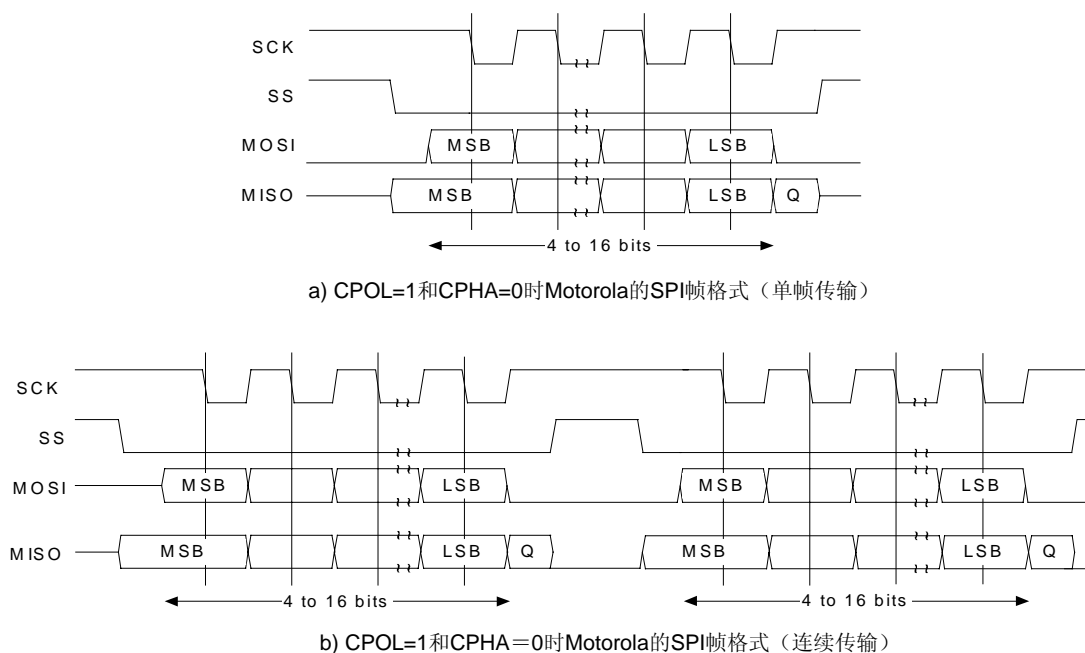 SCK
SS
MOSI MSB LSB
MISO MSB LSB Q
4 to 16 bits
a) CPOL=1和CPHA=0时Motorola的SPI帧格式（单帧传输）
SCK
SS
MOSI MSB LSB MSB LSB
MISO MSB LSB Q MSB LSB Q
4 to 16 bits 4 to 16 bits
b) CPOL=1和CPHA＝0时Motorola的SPI帧格式（连续传输）